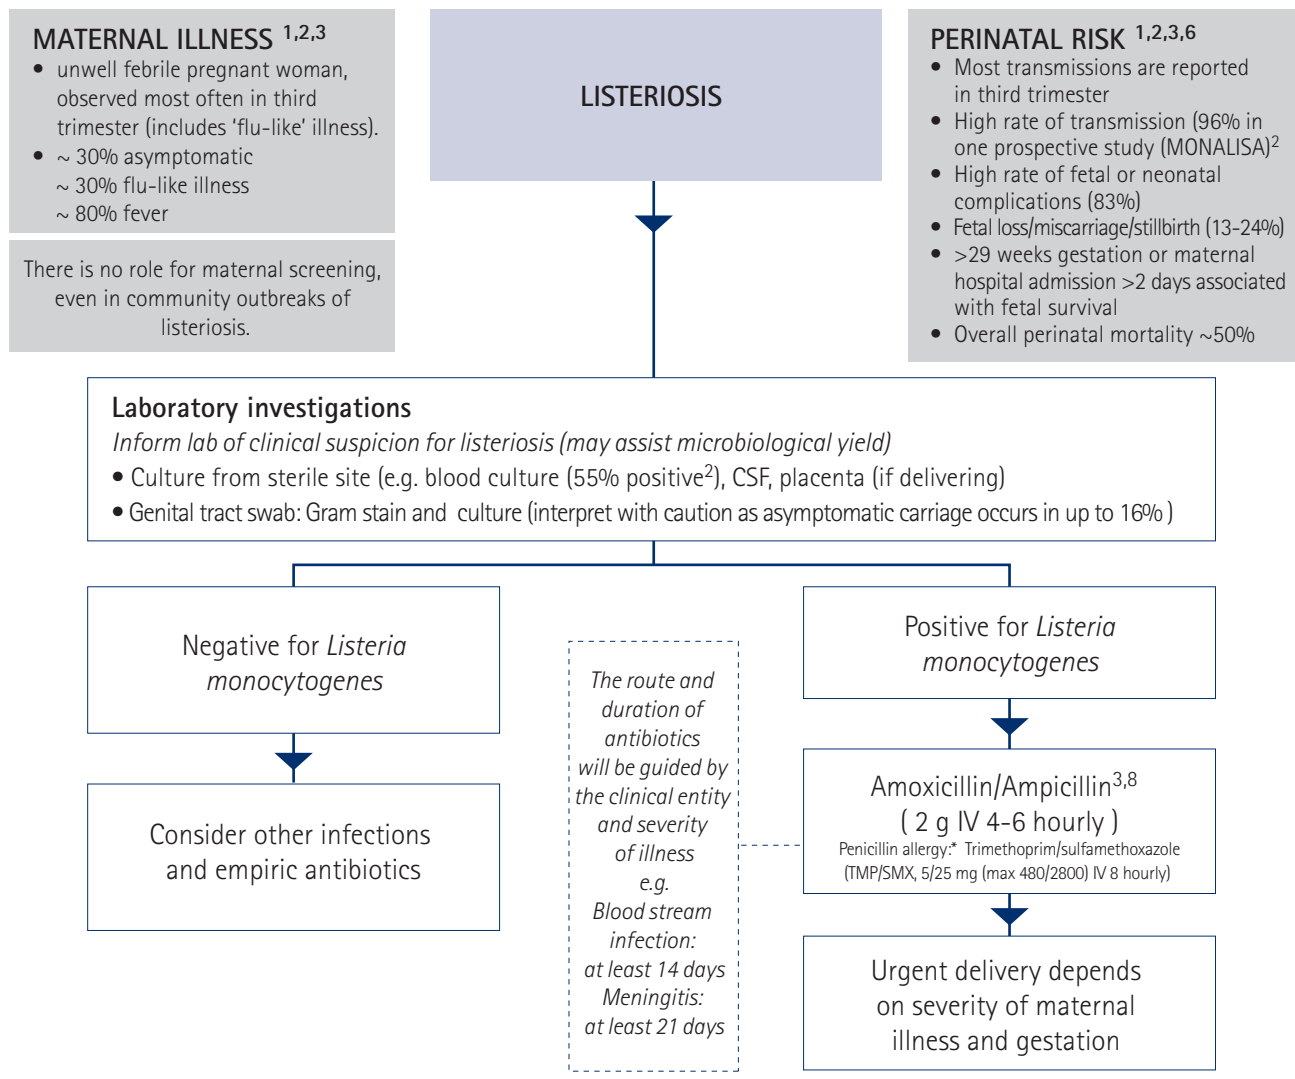 MATERNAL ILLNESS 1,2,3
• unwell febrile pregnant woman,
observed most often in third
trimester (includes ‘flu-like’ illness).
• ~ 30% asymptomatic
~ 30% flu-like illness
~ 80% fever
There is no role for maternal screening,
even in community outbreaks of
listeriosis.
LISTERIOSIS
PERINATAL RISK 1,2,3,6
• Most transmissions are reported
in third trimester
• High rate of transmission (96% in
one prospective study (MONALISA)2
• High rate of fetal or neonatal
complications (83%)
• Fetal loss/miscarriage/stillbirth (13-24%)
• >29 weeks gestation or maternal
hospital admission >2 days associated
with fetal survival
• Overall perinatal mortality ~50%
Laboratory investigations
Inform lab of clinical suspicion for listeriosis (may assist microbiological yield)
• Culture from sterile site (e.g. blood culture (55% positive2), CSF, placenta (if delivering)
• Genital tract swab: Gram stain and culture (interpret with caution as asymptomatic carriage occurs in up to 16% )
Negative for Listeria
monocytogenes
Consider other infections
and empiric antibiotics
The route and
duration of
antibiotics
will be guided by
the clinical entity
and severity
of illness
e.g.
Blood stream
infection:
at least 14 days
Meningitis:
at least 21 days
Positive for Listeria
monocytogenes
Amoxicillin/Ampicillin3,8
( 2 g IV 4-6 hourly )
Penicillin allergy:* Trimethoprim/sulfamethoxazole
(TMP/SMX, 5/25 mg (max 480/2800) IV 8 hourly)
Urgent delivery depends
on severity of maternal
illness and gestation